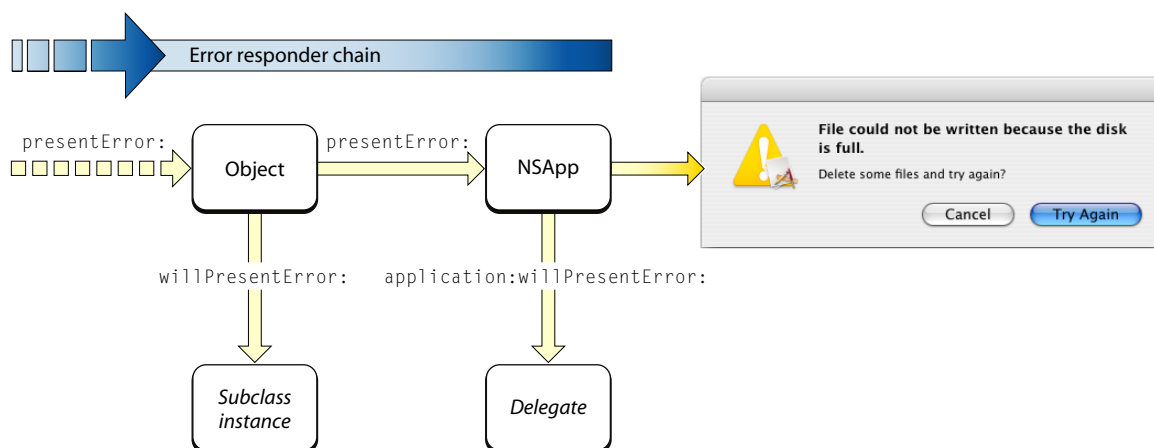 Error responder chain
presentError:
Object
presentError:
NSApp
File could not be written because the disk
is full.
Delete some files and try again?
Cancel
Try Again
willPresentError:
application:willPresentError:
Subclass
instance
Delegate